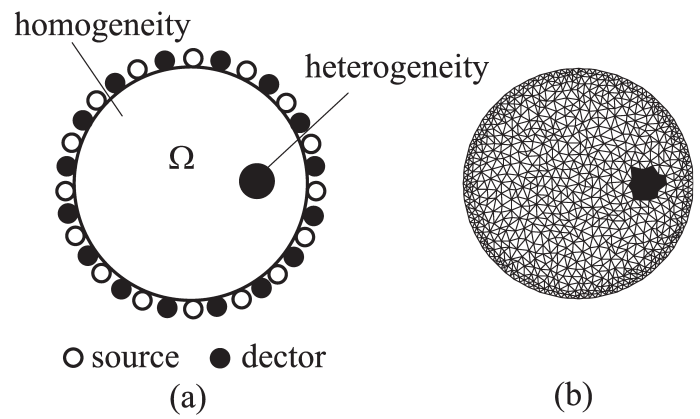 homogeneity
heterogeneity
Ω
source dector
(a) (b)